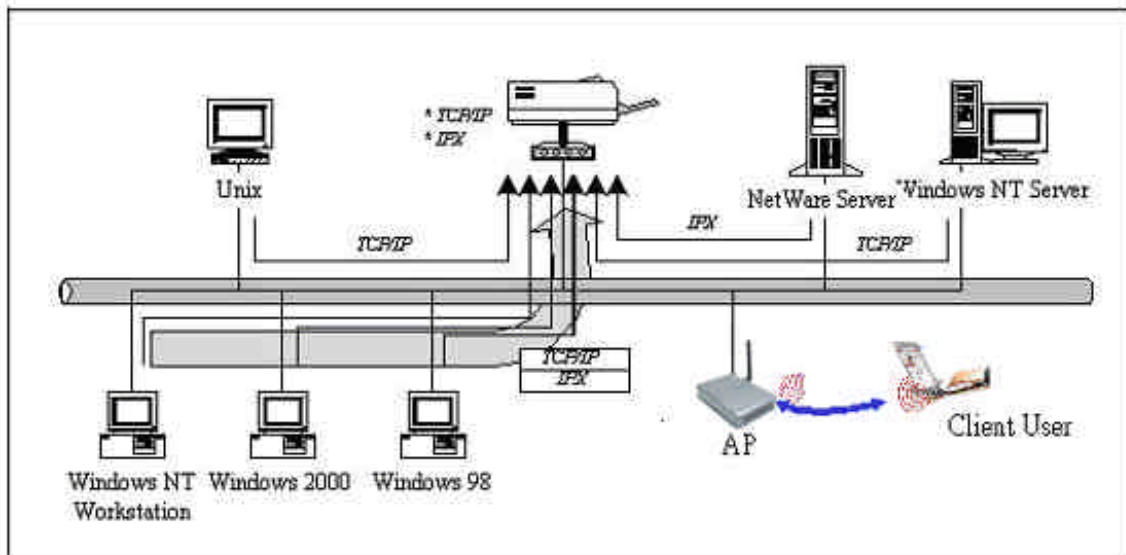 * TCP/IP
* IPX
Unix
NetWare Server
Windows NT Server
IPX
TCP/IP
TCP/IP
TCP/IP
IPX
AP
Client User
Windows NT
Workstation
Windows 2000
Windows 98